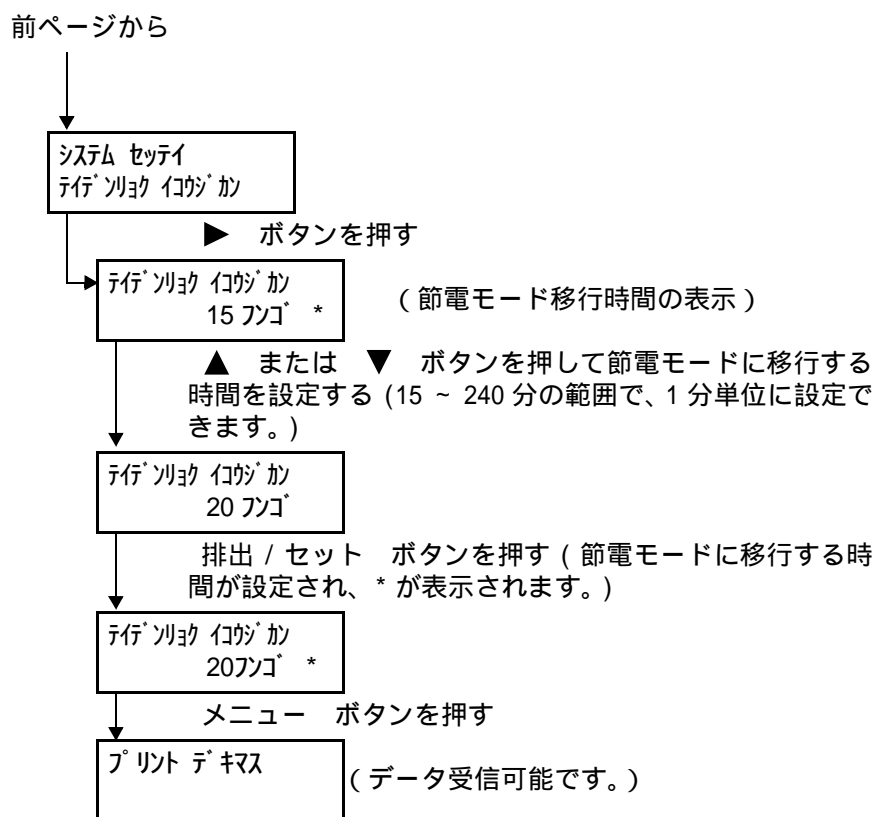 前ページから
システム セッテイ
テイデンリョク イコウジカン
▶ ボタンを押す
テイデンリョク イコウジカン
15 フンゴ *
(節電モード移行時間の表示)
▲ または ▼ ボタンを押して節電モードに移行する
時間を設定する (15 ~ 240 分の範囲で、1 分単位に設定で
きます。)
テイデンリョク イコウジカン
20 フンゴ
排出 / セット ボタンを押す (節電モードに移行する時
間が設定され、* が表示されます。)
テイデンリョク イコウジカン
20フンゴ *
メニュー ボタンを押す
プリント デキマス
(データ受信可能です。)